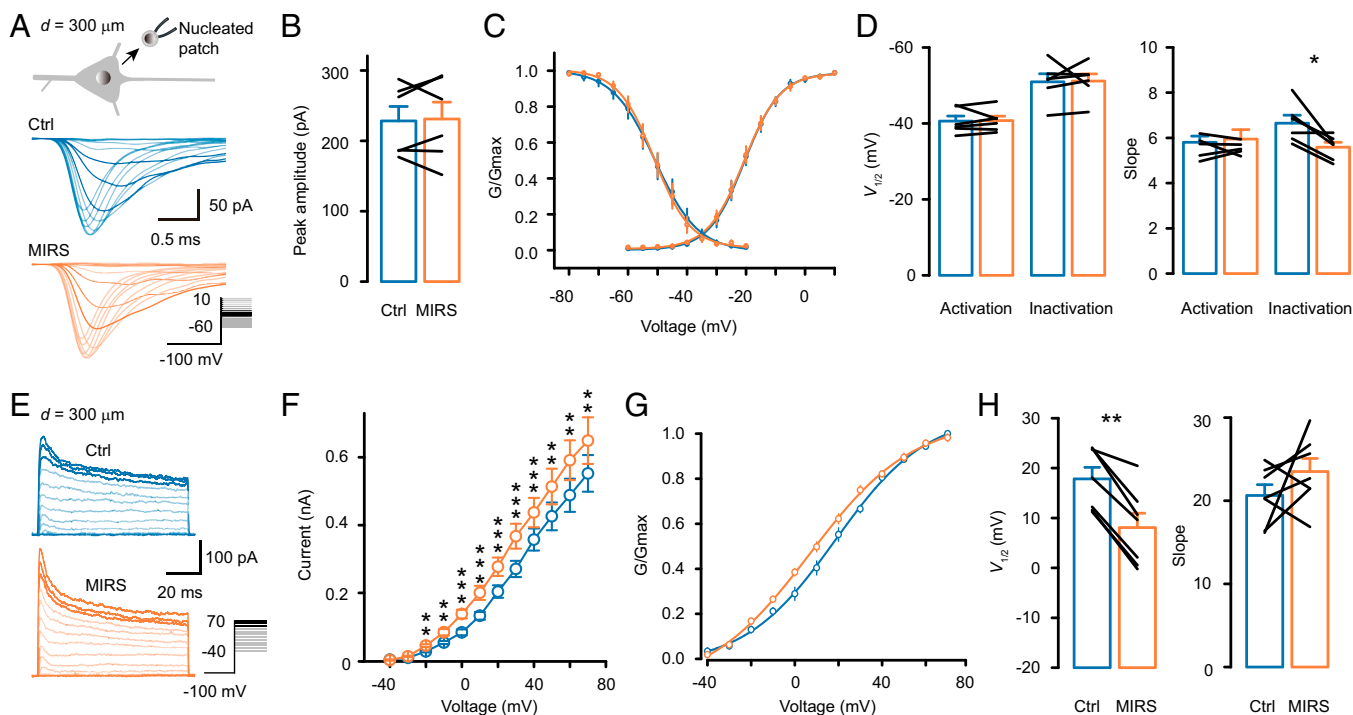 A
d = 300 μm
Nucleated
patch
Ctrl
50 pA
0.5 ms
MIRS
10
-60
-100 mV
B
Peak amplitude (pA)
300
200
100
0
Ctrl MIRS
C
G/Gmax
1.0
0.8
0.6
0.4
0.2
0
-80 -60 -40 -20 0
Voltage (mV)
D
V1/2 (mV)
-60
-40
-20
0
Activation Inactivation
Slope
10
8
6
4
2
0
*
Activation Inactivation
E
d = 300 μm
Ctrl
100 pA
20 ms
MIRS
70
-40
-100 mV
F
Current (nA)
0.6
0.4
0.2
0
** ** *** *** *** *** *** ** ** **
-40 0 40 80
Voltage (mV)
G
G/Gmax
1.0
0.8
0.6
0.4
0.2
0.0
-40 0 40 80
Voltage (mV)
H
V1/2 (mV)
30
20
10
0
-10
-20
**
Ctrl MIRS
Slope
30
20
10
0
Ctrl MIRS